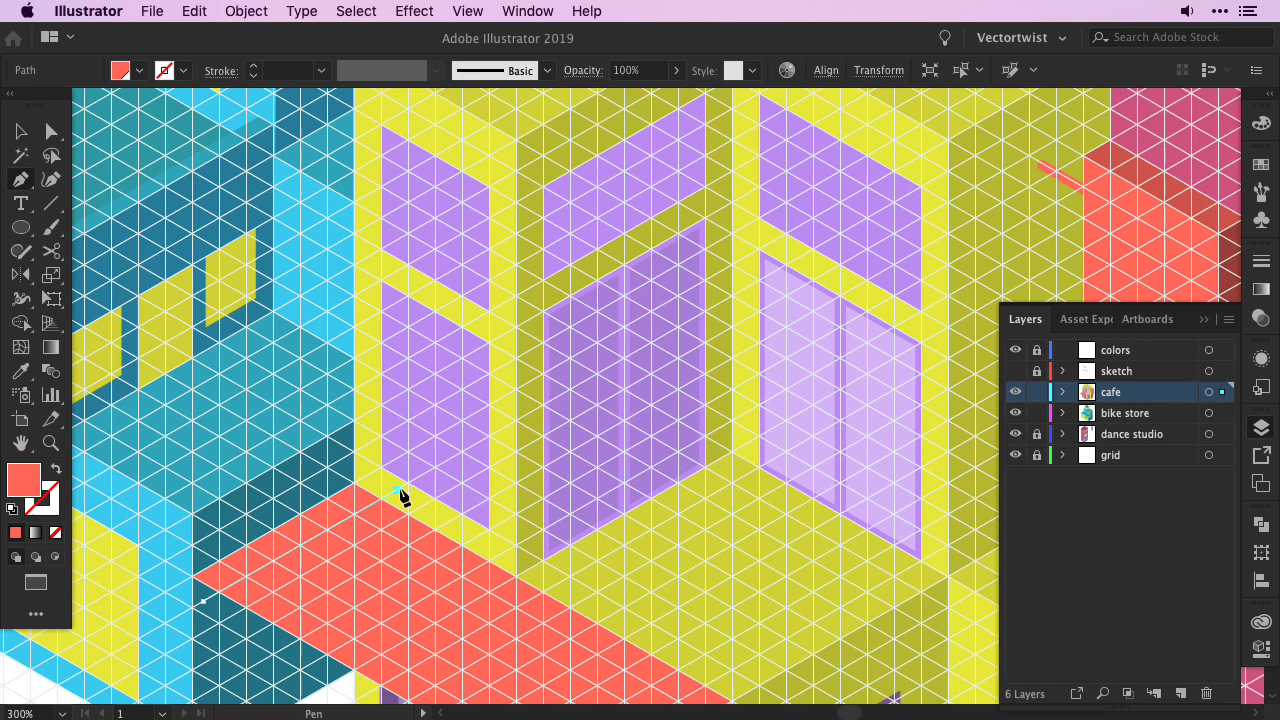 Illustrator File Edit Object Type Select Effect View Window Help
Adobe Illustrator 2019
Vectortwist
Search Adobe Stock
Path
Stroke:
Basic
Opacity: 100%
Style:
Align
Transform
Layers Asset Expo Artboards
colors
sketch
cafe
bike store
dance studio
grid
6 Layers
300%
1
Pen